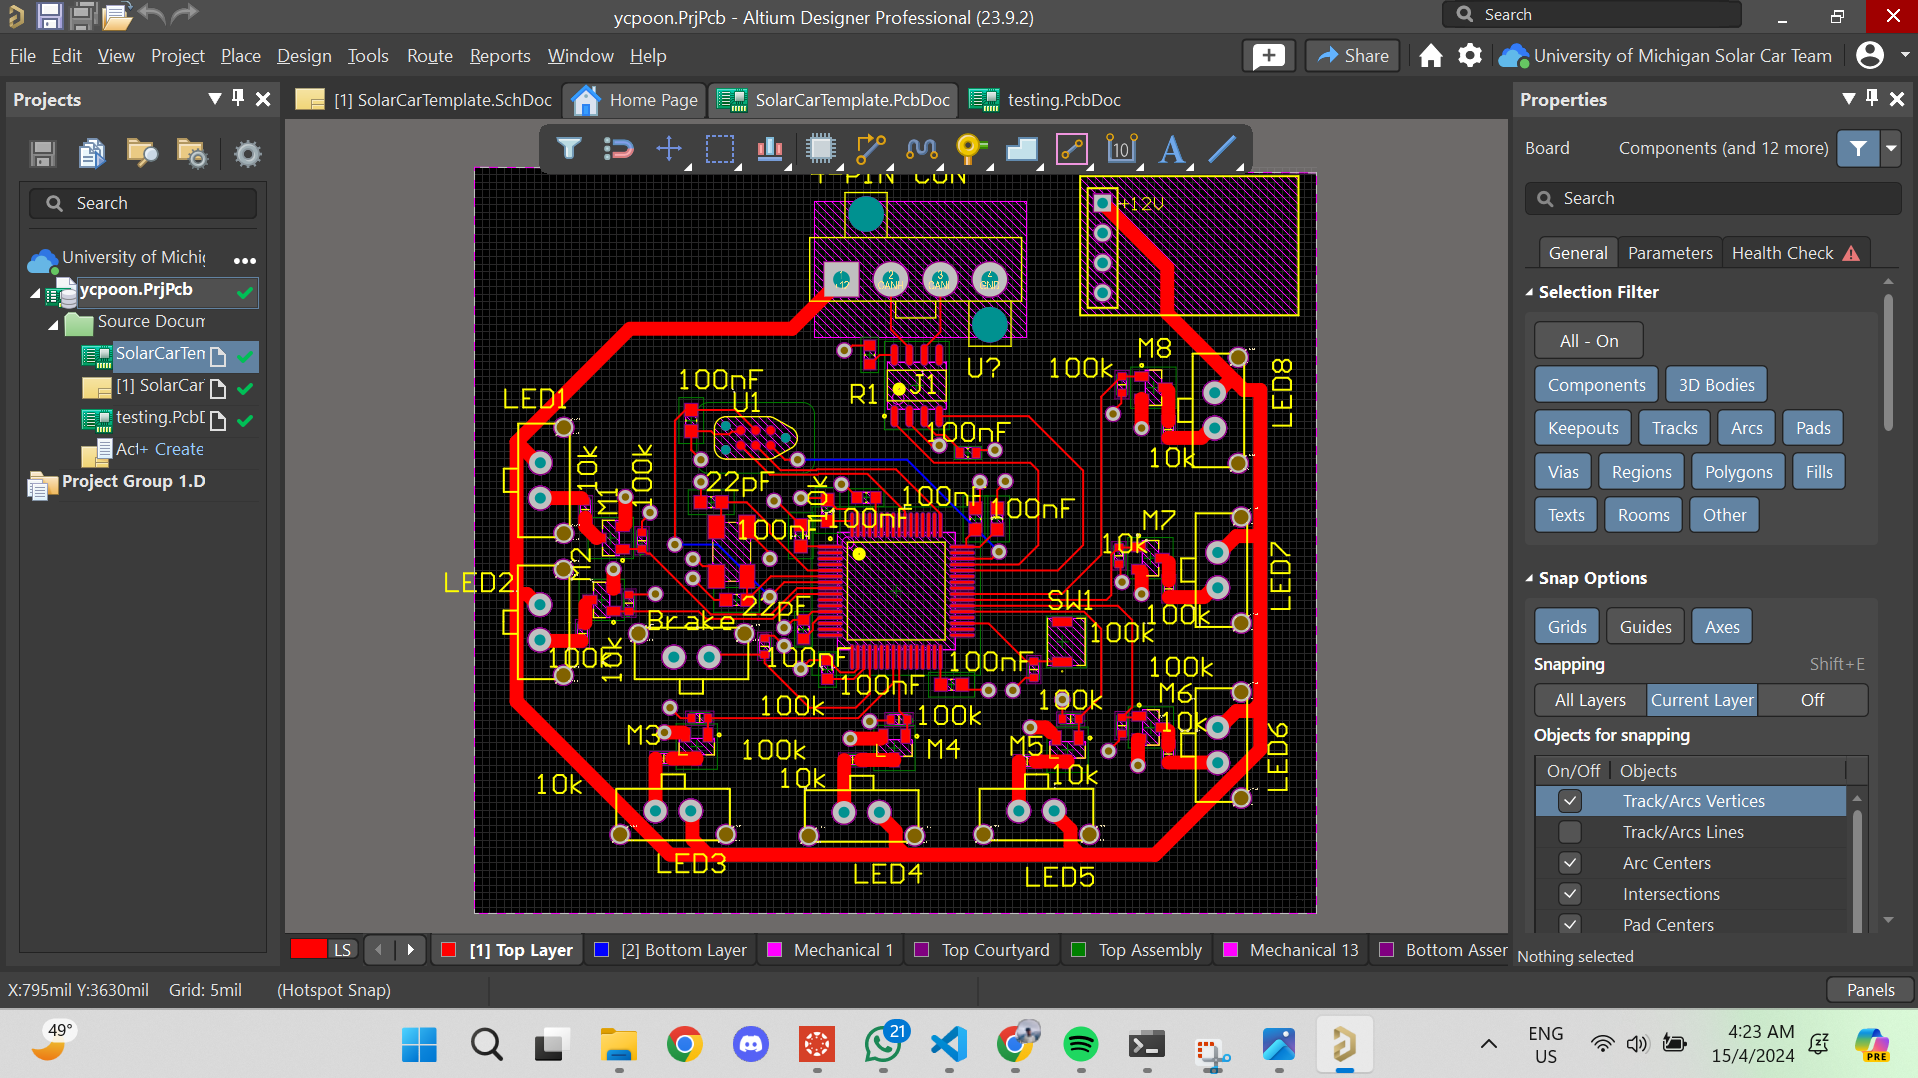 ycpoon.PrjPcb - Altium Designer Professional (23.9.2)
Search
File Edit View Project Place Design Tools Route Reports Window Help
Share
University of Michigan Solar Car Team
Projects
[1] SolarCarTemplate.SchDoc
Home Page
SolarCarTemplate.PcbDoc
testing.PcbDoc
Properties
Board
Components (and 12 more)
Search
Search
University of Michi
ycpoon.PrjPcb
Source Docum
SolarCarTem
[1] SolarCar
testing.PcbD
Act+ Create
Project Group 1.D
General
Parameters
Health Check
Selection Filter
All - On
Components
3D Bodies
Keepouts
Tracks
Arcs
Pads
Vias
Regions
Polygons
Fills
Texts
Rooms
Other
Snap Options
Grids
Guides
Axes
Snapping
Shift+E
All Layers
Current Layer
Off
Objects for snapping
On/Off
Objects
Track/Arcs Vertices
Track/Arcs Lines
Arc Centers
Intersections
Pad Centers
Nothing selected
+12V
M8
100k
LED8
U?
R1
J1
100nF
U1
LED1
100nF
10k
10k
100k
M1
22pF
10k
100nF
100nF
100nF
100nF
M7
10k
LED7
M2
LED2
22pF
SW1
100k
100k
Brake
100k
10k
100nF
100nF
100nF
100k
100k
100k
100k
M6
10k
LED6
M3
100k
M4
M5
10k
10k
10k
LED3
LED4
LED5
LS
[1] Top Layer
[2] Bottom Layer
Mechanical 1
Top Courtyard
Top Assembly
Mechanical 13
Bottom Asser
X:795mil Y:3630mil
Grid: 5mil
(Hotspot Snap)
Panels
49°
21
ENG
US
4:23 AM
15/4/2024
PRE